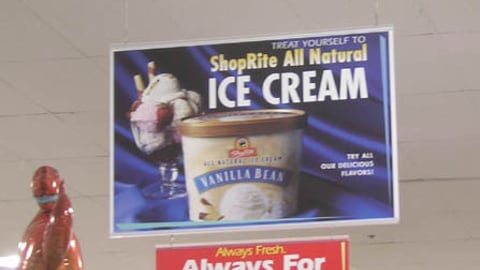 TREAT YOURSELF TO
ShopRite All Natural
ICE CREAM
ShopRite
ALL NATURAL ICE CREAM
VANILLA BEAN
TRY ALL
OUR DELICIOUS
FLAVORS!
Always Fresh.
Always For